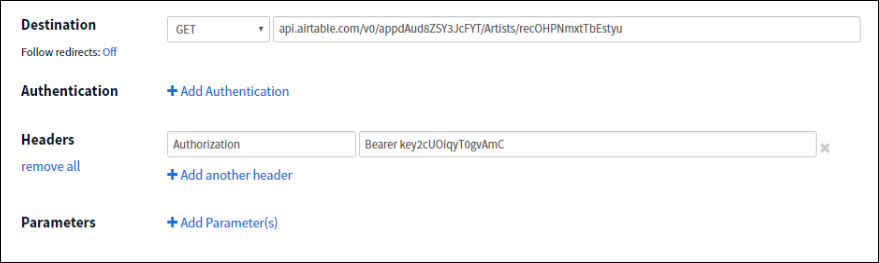 Destination GET api.airtable.com/v0/appdAud8ZSY3JcFYT/Artists/recOHPNmxtTbEstyu
Follow redirects: Off
Authentication + Add Authentication
Headers Authorization Bearer key2cUOiqyT0gvAmC
remove all + Add another header
Parameters + Add Parameter(s)